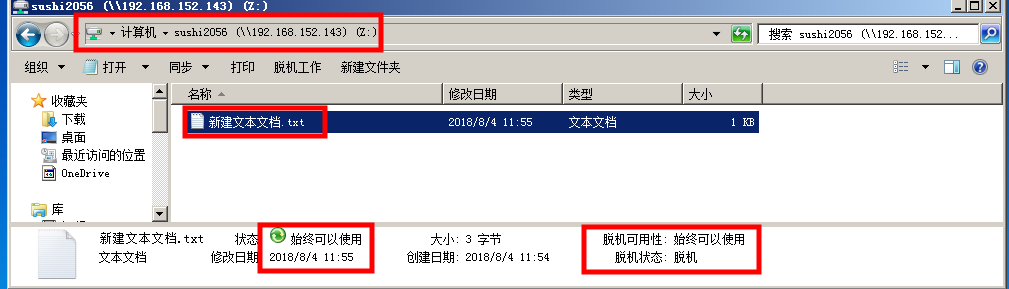 sushi2056 (\\192.168.152.143) (Z:)
计算机 sushi2056 (\\192.168.152.143) (Z:)
搜索 sushi2056 (\\192.168.152...
组织 打开 同步 打印 脱机工作 新建文件夹
收藏夹
下载
桌面
最近访问的位置
OneDrive
库
名称 修改日期 类型 大小
新建文本文档.txt 2018/8/4 11:55 文本文档 1 KB
新建文本文档.txt 状态 始终可以使用 大小: 3 字节 脱机可用性: 始终可以使用
文本文档 修改日期 2018/8/4 11:55 创建日期: 2018/8/4 11:54 脱机状态: 脱机